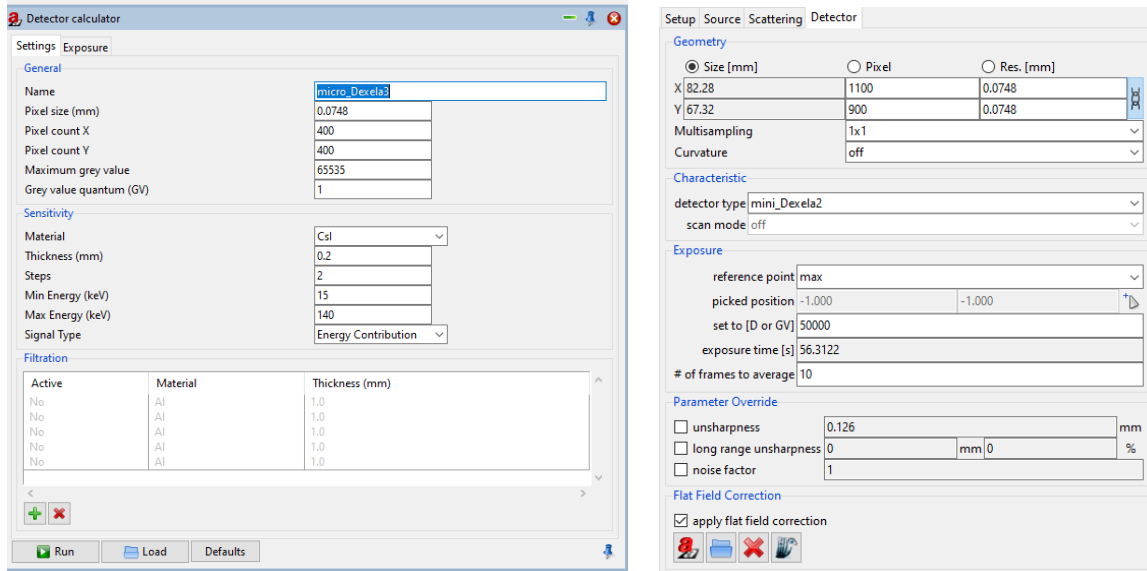 Detector calculator
Settings Exposure
General
Name micro_Dexela3
Pixel size (mm) 0.0748
Pixel count X 400
Pixel count Y 400
Maximum grey value 65535
Grey value quantum (GV) 1
Sensitivity
Material CsI
Thickness (mm) 0.2
Steps 2
Min Energy (keV) 15
Max Energy (keV) 140
Signal Type Energy Contribution
Filtration
Active Material Thickness (mm)
No Al 1.0
No Al 1.0
No Al 1.0
No Al 1.0
No Al 1.0
Run Load Defaults
Setup Source Scattering Detector
Geometry
Size [mm] Pixel Res. [mm]
X 82.28 1100 0.0748
Y 67.32 900 0.0748
Multisampling 1x1
Curvature off
Characteristic
detector type mini_Dexela2
scan mode off
Exposure
reference point max
picked position -1.000 -1.000
set to [D or GV] 50000
exposure time [s] 56.3122
# of frames to average 10
Parameter Override
unsharpness 0.126 mm
long range unsharpness 0 mm 0 %
noise factor 1
Flat Field Correction
apply flat field correction